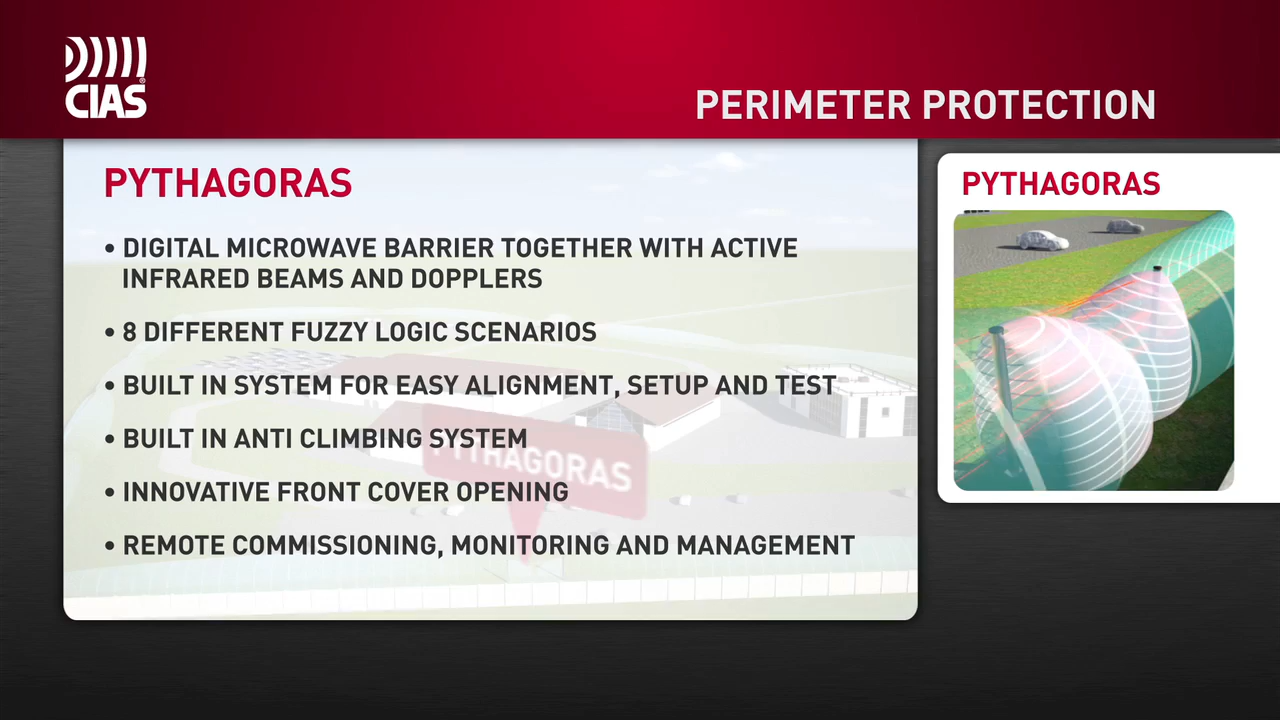 CIAS
PERIMETER PROTECTION
PYTHAGORAS
• DIGITAL MICROWAVE BARRIER TOGETHER WITH ACTIVE
INFRARED BEAMS AND DOPPLERS
• 8 DIFFERENT FUZZY LOGIC SCENARIOS
• BUILT IN SYSTEM FOR EASY ALIGNMENT, SETUP AND TEST
• BUILT IN ANTI CLIMBING SYSTEM
• INNOVATIVE FRONT COVER OPENING
• REMOTE COMMISSIONING, MONITORING AND MANAGEMENT
PYTHAGORAS
PYTHAGORAS